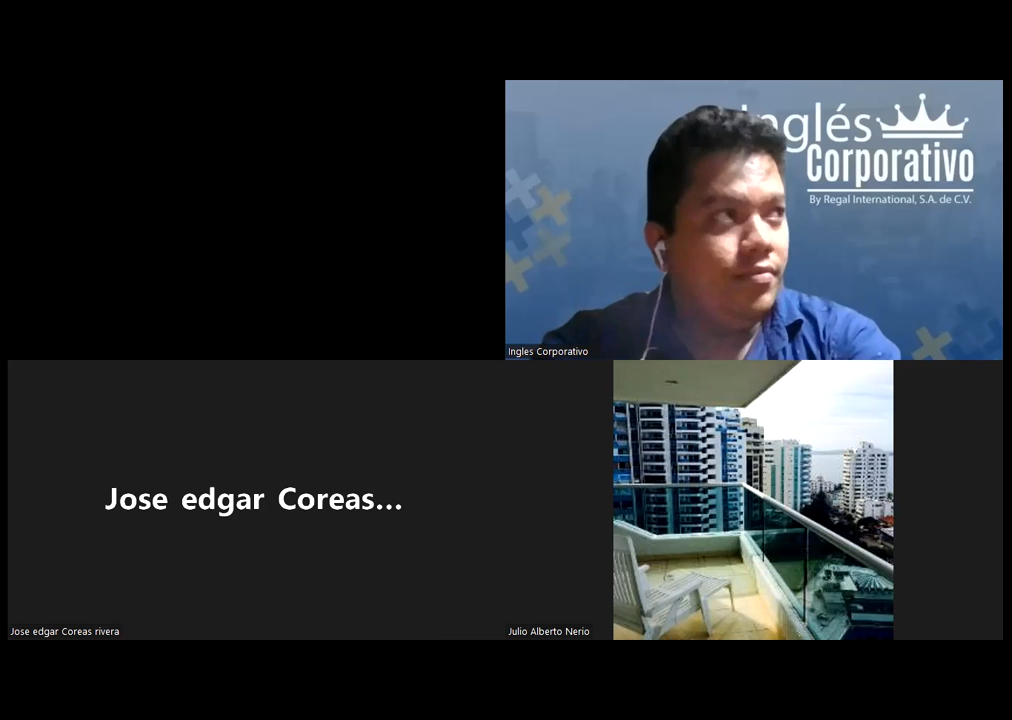 Inglés
Corporativo
By Regal International, S.A. de C.V.
Ingles Corporativo
Jose edgar Coreas...
Jose edgar Coreas rivera
Julio Alberto Nerio